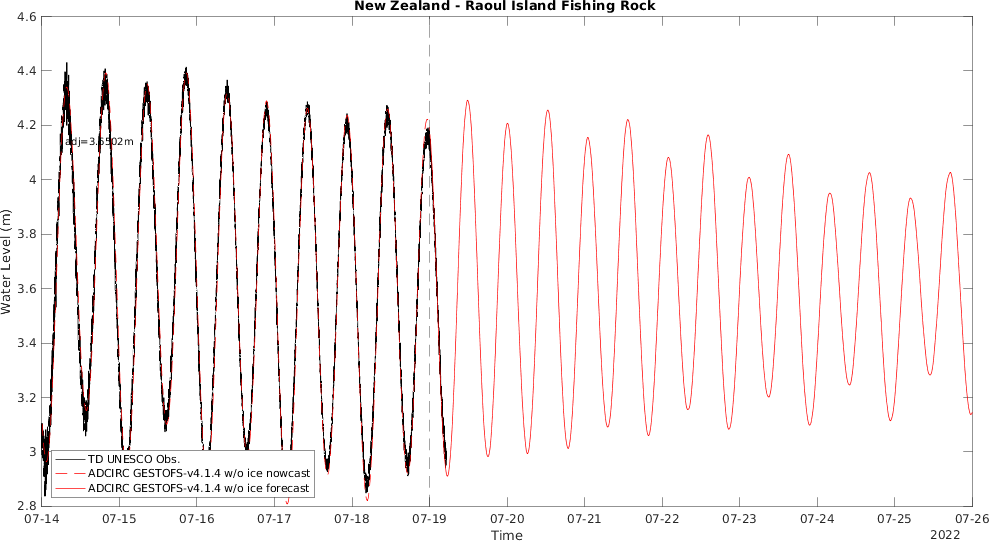 New Zealand - Raoul Island Fishing Rock
4.6
4.4
4.2
4
3.8
3.6
3.4
3.2
3
2.8
Water Level (m)
adj=3.6502m
TD UNESCO Obs.
ADCIRC GESTOFS-v4.1.4 w/o ice nowcast
ADCIRC GESTOFS-v4.1.4 w/o ice forecast
07-14 07-15 07-16 07-17 07-18 07-19 07-20 07-21 07-22 07-23 07-24 07-25 07-26
Time
2022